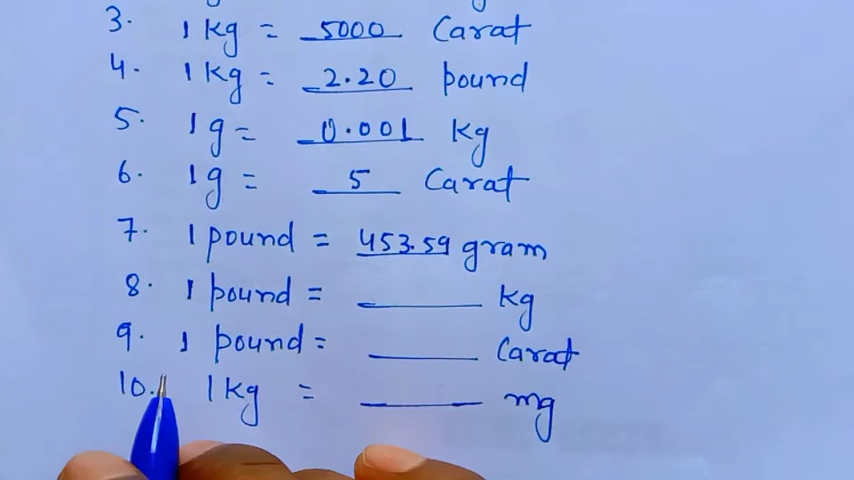 3. 1 Kg = 5000 Carat
4. 1 Kg = 2.20 pound
5. 1 g = 0.001 Kg
6. 1 g = 5 Carat
7. 1 pound = 453.59 gram
8. 1 pound = ______ Kg
9. 1 pound = ______ Carat
10. 1 Kg = ______ mg